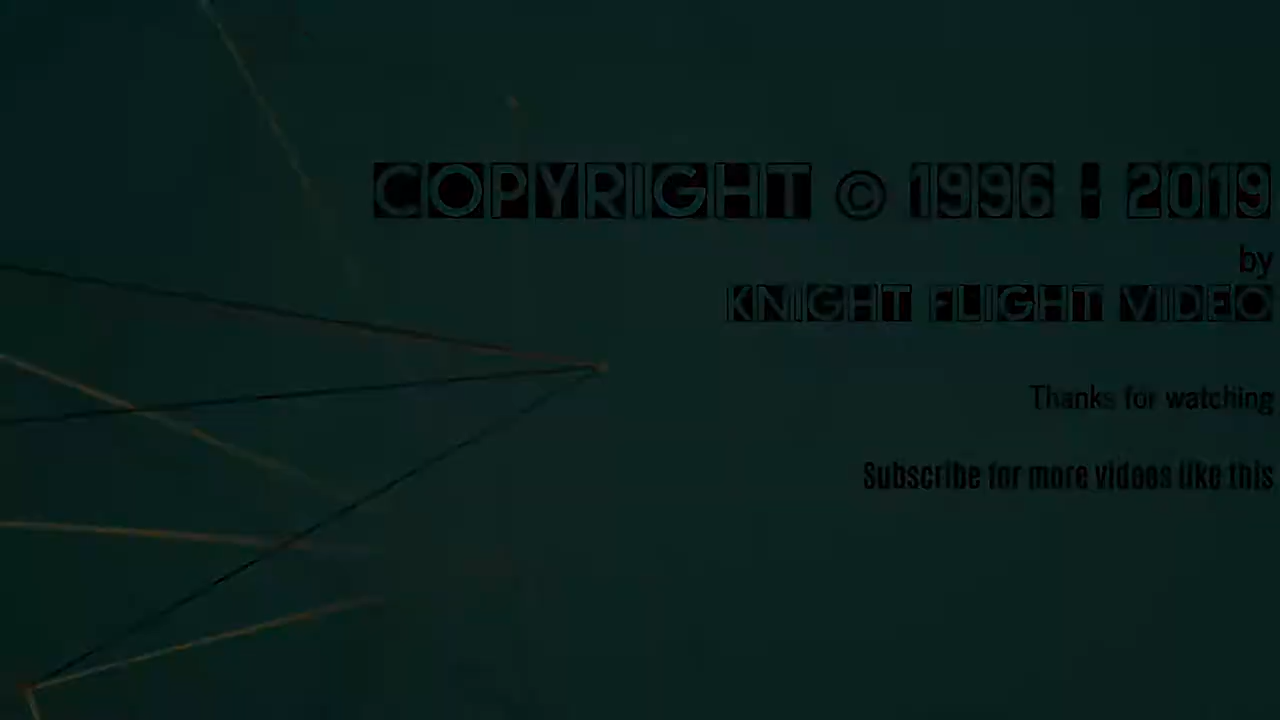 COPYRIGHT © 1996 - 2019
by
KNIGHT FLIGHT VIDEO
Thanks for watching
Subscribe for more videos like this